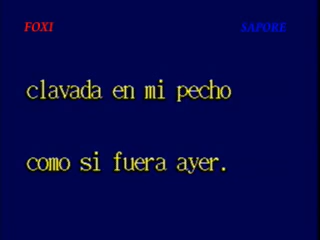 FOXI SAPORE
clavada en mi pecho
como si fuera ayer.